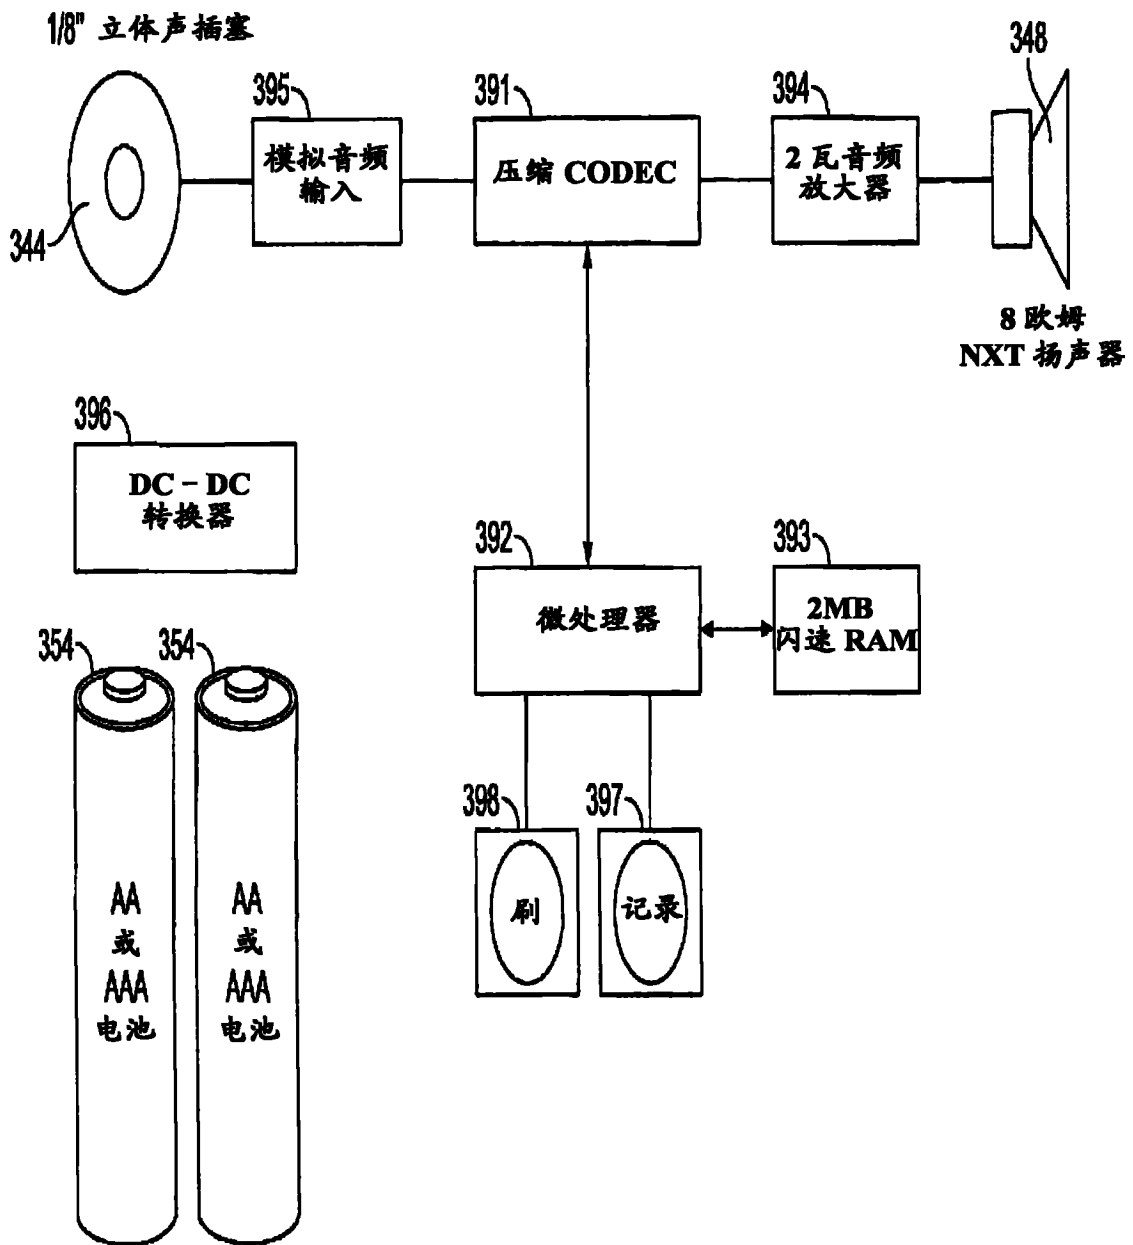 1/8" 立体声插塞
344
395
模拟音频
输入
391
压缩 CODEC
394
2 瓦音频
放大器
348
8 欧姆
NXT 扬声器
396
DC - DC
转换器
392
微处理器
393
2MB
闪速 RAM
354
354
AA
或
AAA
电池
AA
或
AAA
电池
398
刷
397
记录